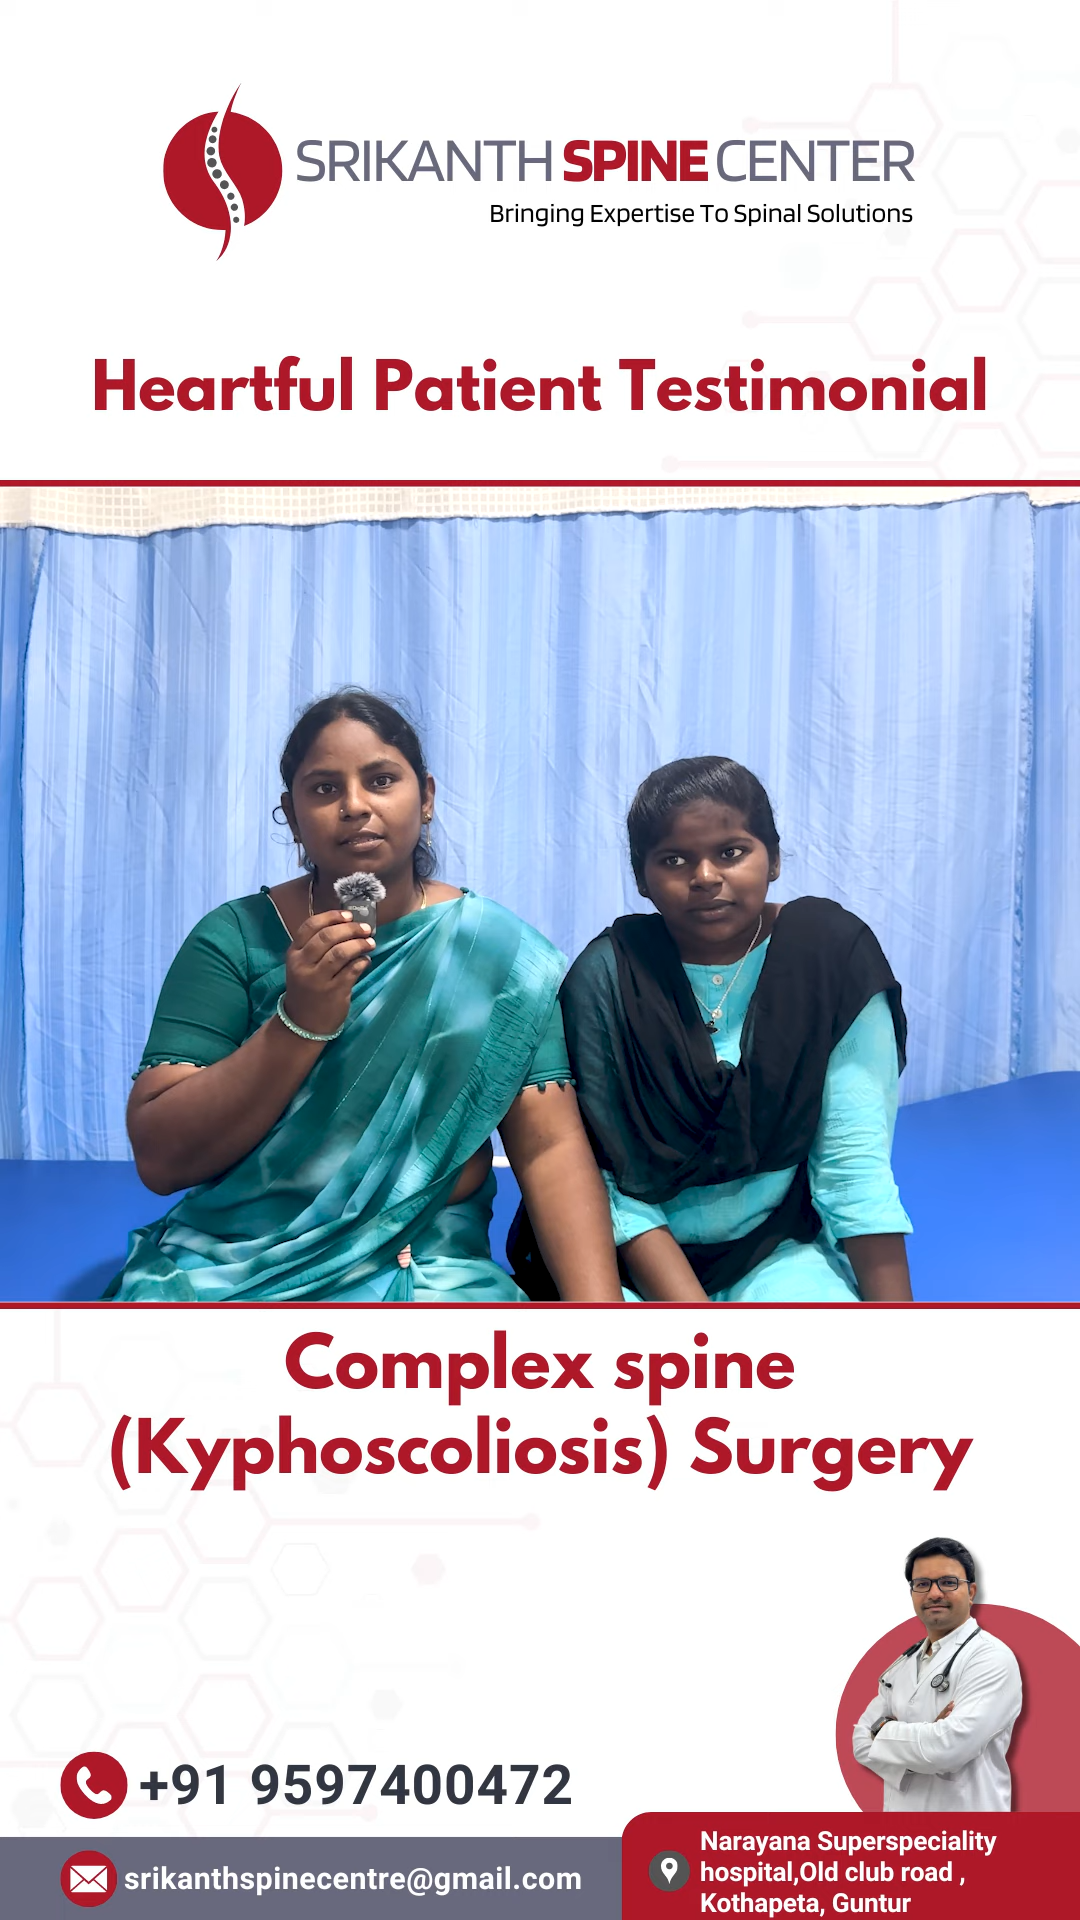 SRIKANTH SPINE CENTER
Bringing Expertise To Spinal Solutions
Heartful Patient Testimonial
Complex spine
(Kyphoscoliosis) Surgery
+91 9597400472
srikanthspinecentre@gmail.com
Narayana Superspeciality
hospital,Old club road ,
Kothapeta, Guntur